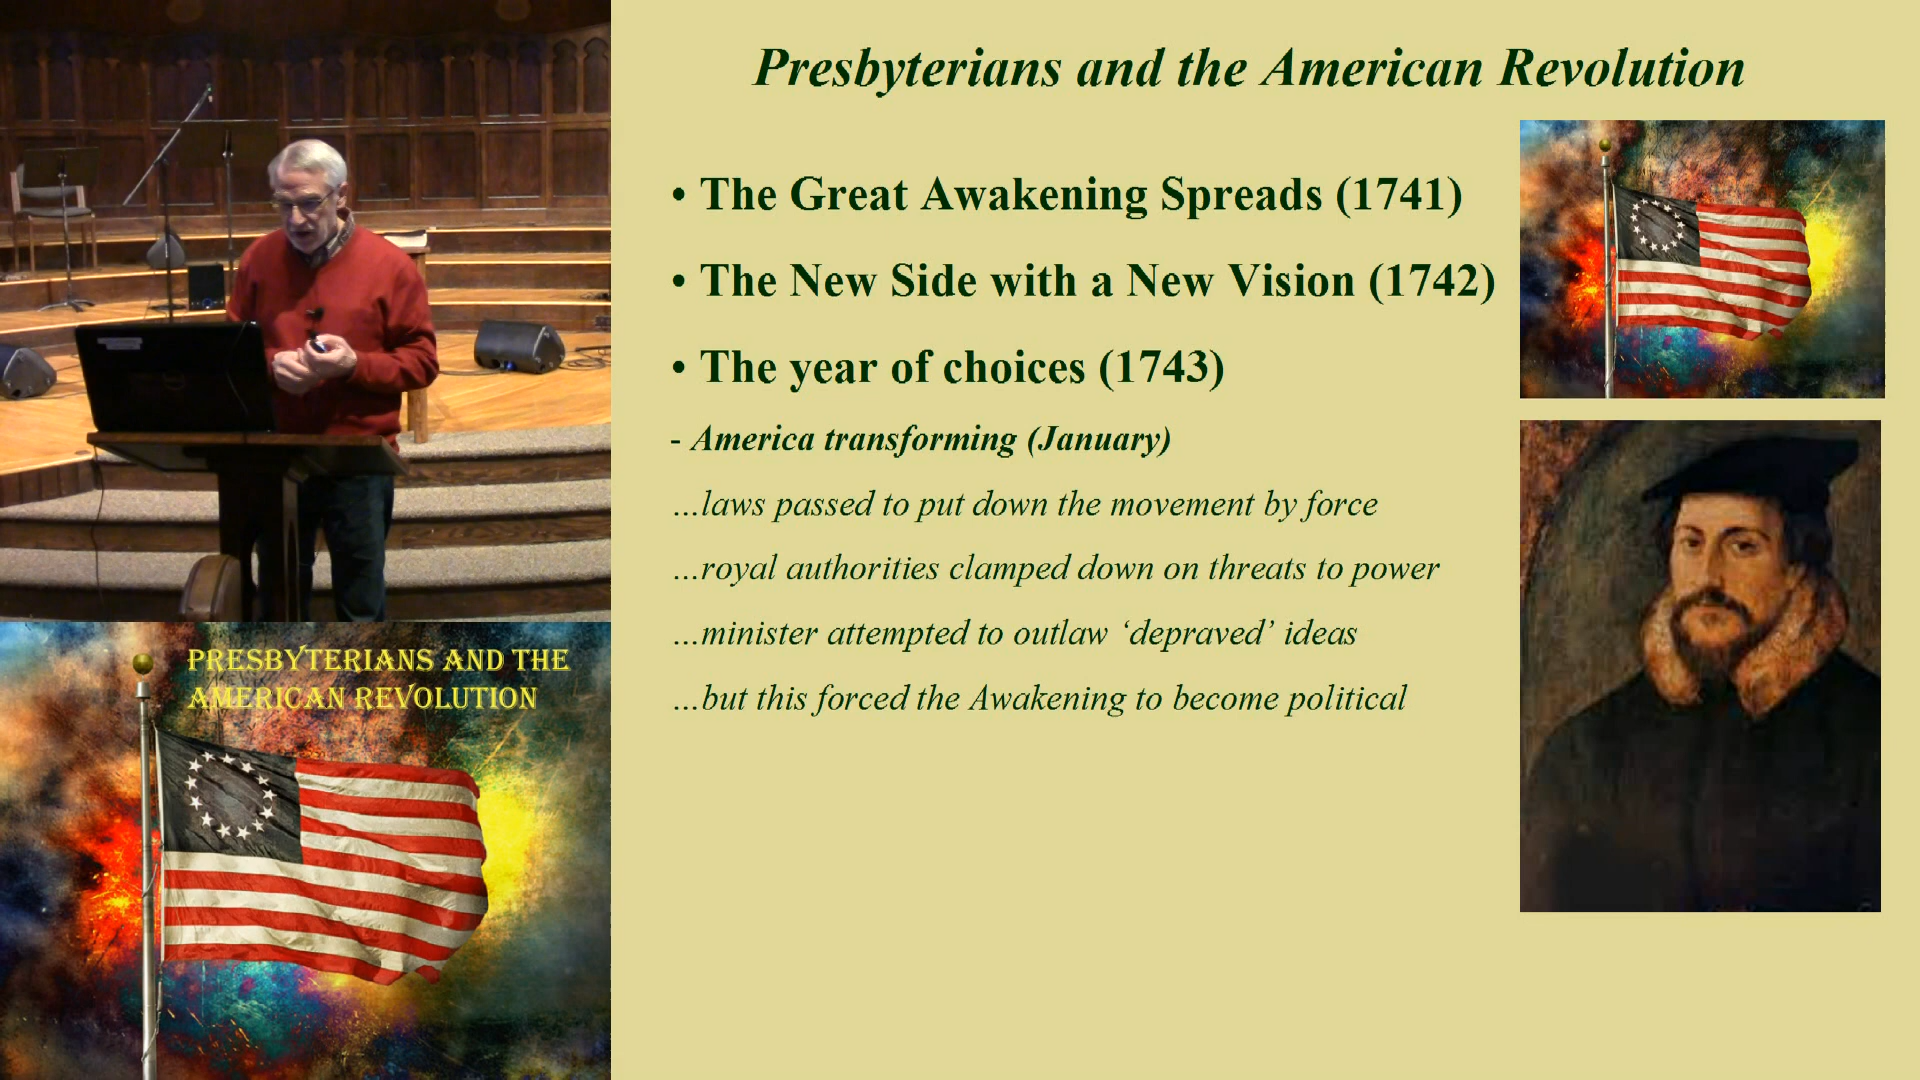 Presbyterians and the American Revolution
• The Great Awakening Spreads (1741)
• The New Side with a New Vision (1742)
• The year of choices (1743)
- America transforming (January)
...laws passed to put down the movement by force
...royal authorities clamped down on threats to power
...minister attempted to outlaw ‘depraved’ ideas
...but this forced the Awakening to become political
PRESBYTERIANS AND THE
AMERICAN REVOLUTION